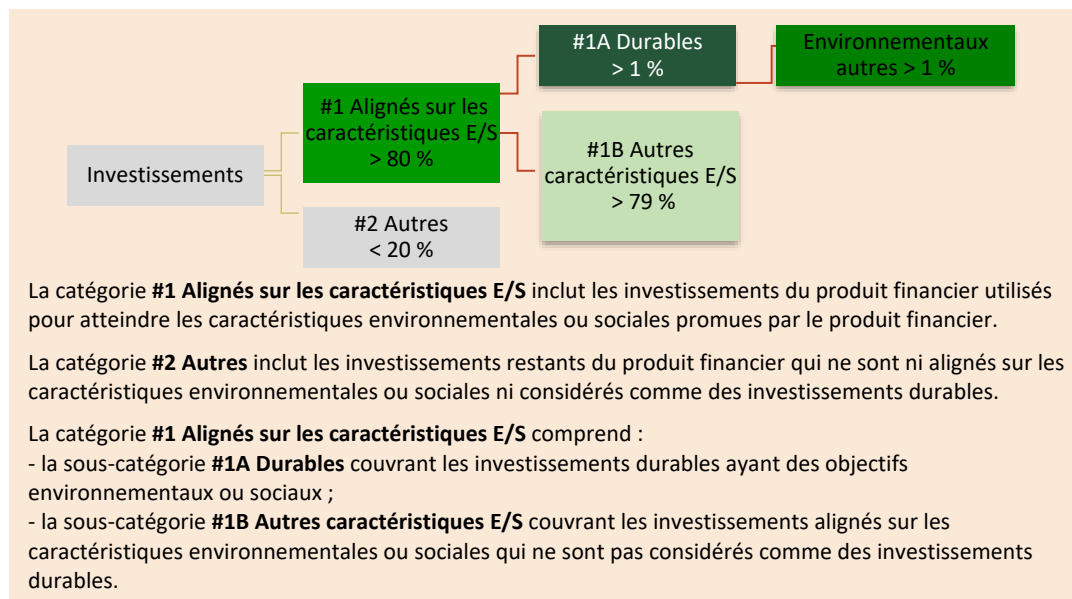 #1A Durables
> 1 %
Environnementaux
autres > 1 %
#1 Alignés sur les
caractéristiques E/S
> 80 %
Investissements
#1B Autres
caractéristiques E/S
> 79 %
#2 Autres
< 20 %
La catégorie #1 Alignés sur les caractéristiques E/S inclut les investissements du produit financier utilisés
pour atteindre les caractéristiques environnementales ou sociales promues par le produit financier.
La catégorie #2 Autres inclut les investissements restants du produit financier qui ne sont ni alignés sur les
caractéristiques environnementales ou sociales ni considérés comme des investissements durables.
La catégorie #1 Alignés sur les caractéristiques E/S comprend :
- la sous-catégorie #1A Durables couvrant les investissements durables ayant des objectifs
environnementaux ou sociaux ;
- la sous-catégorie #1B Autres caractéristiques E/S couvrant les investissements alignés sur les
caractéristiques environnementales ou sociales qui ne sont pas considérés comme des investissements
durables.